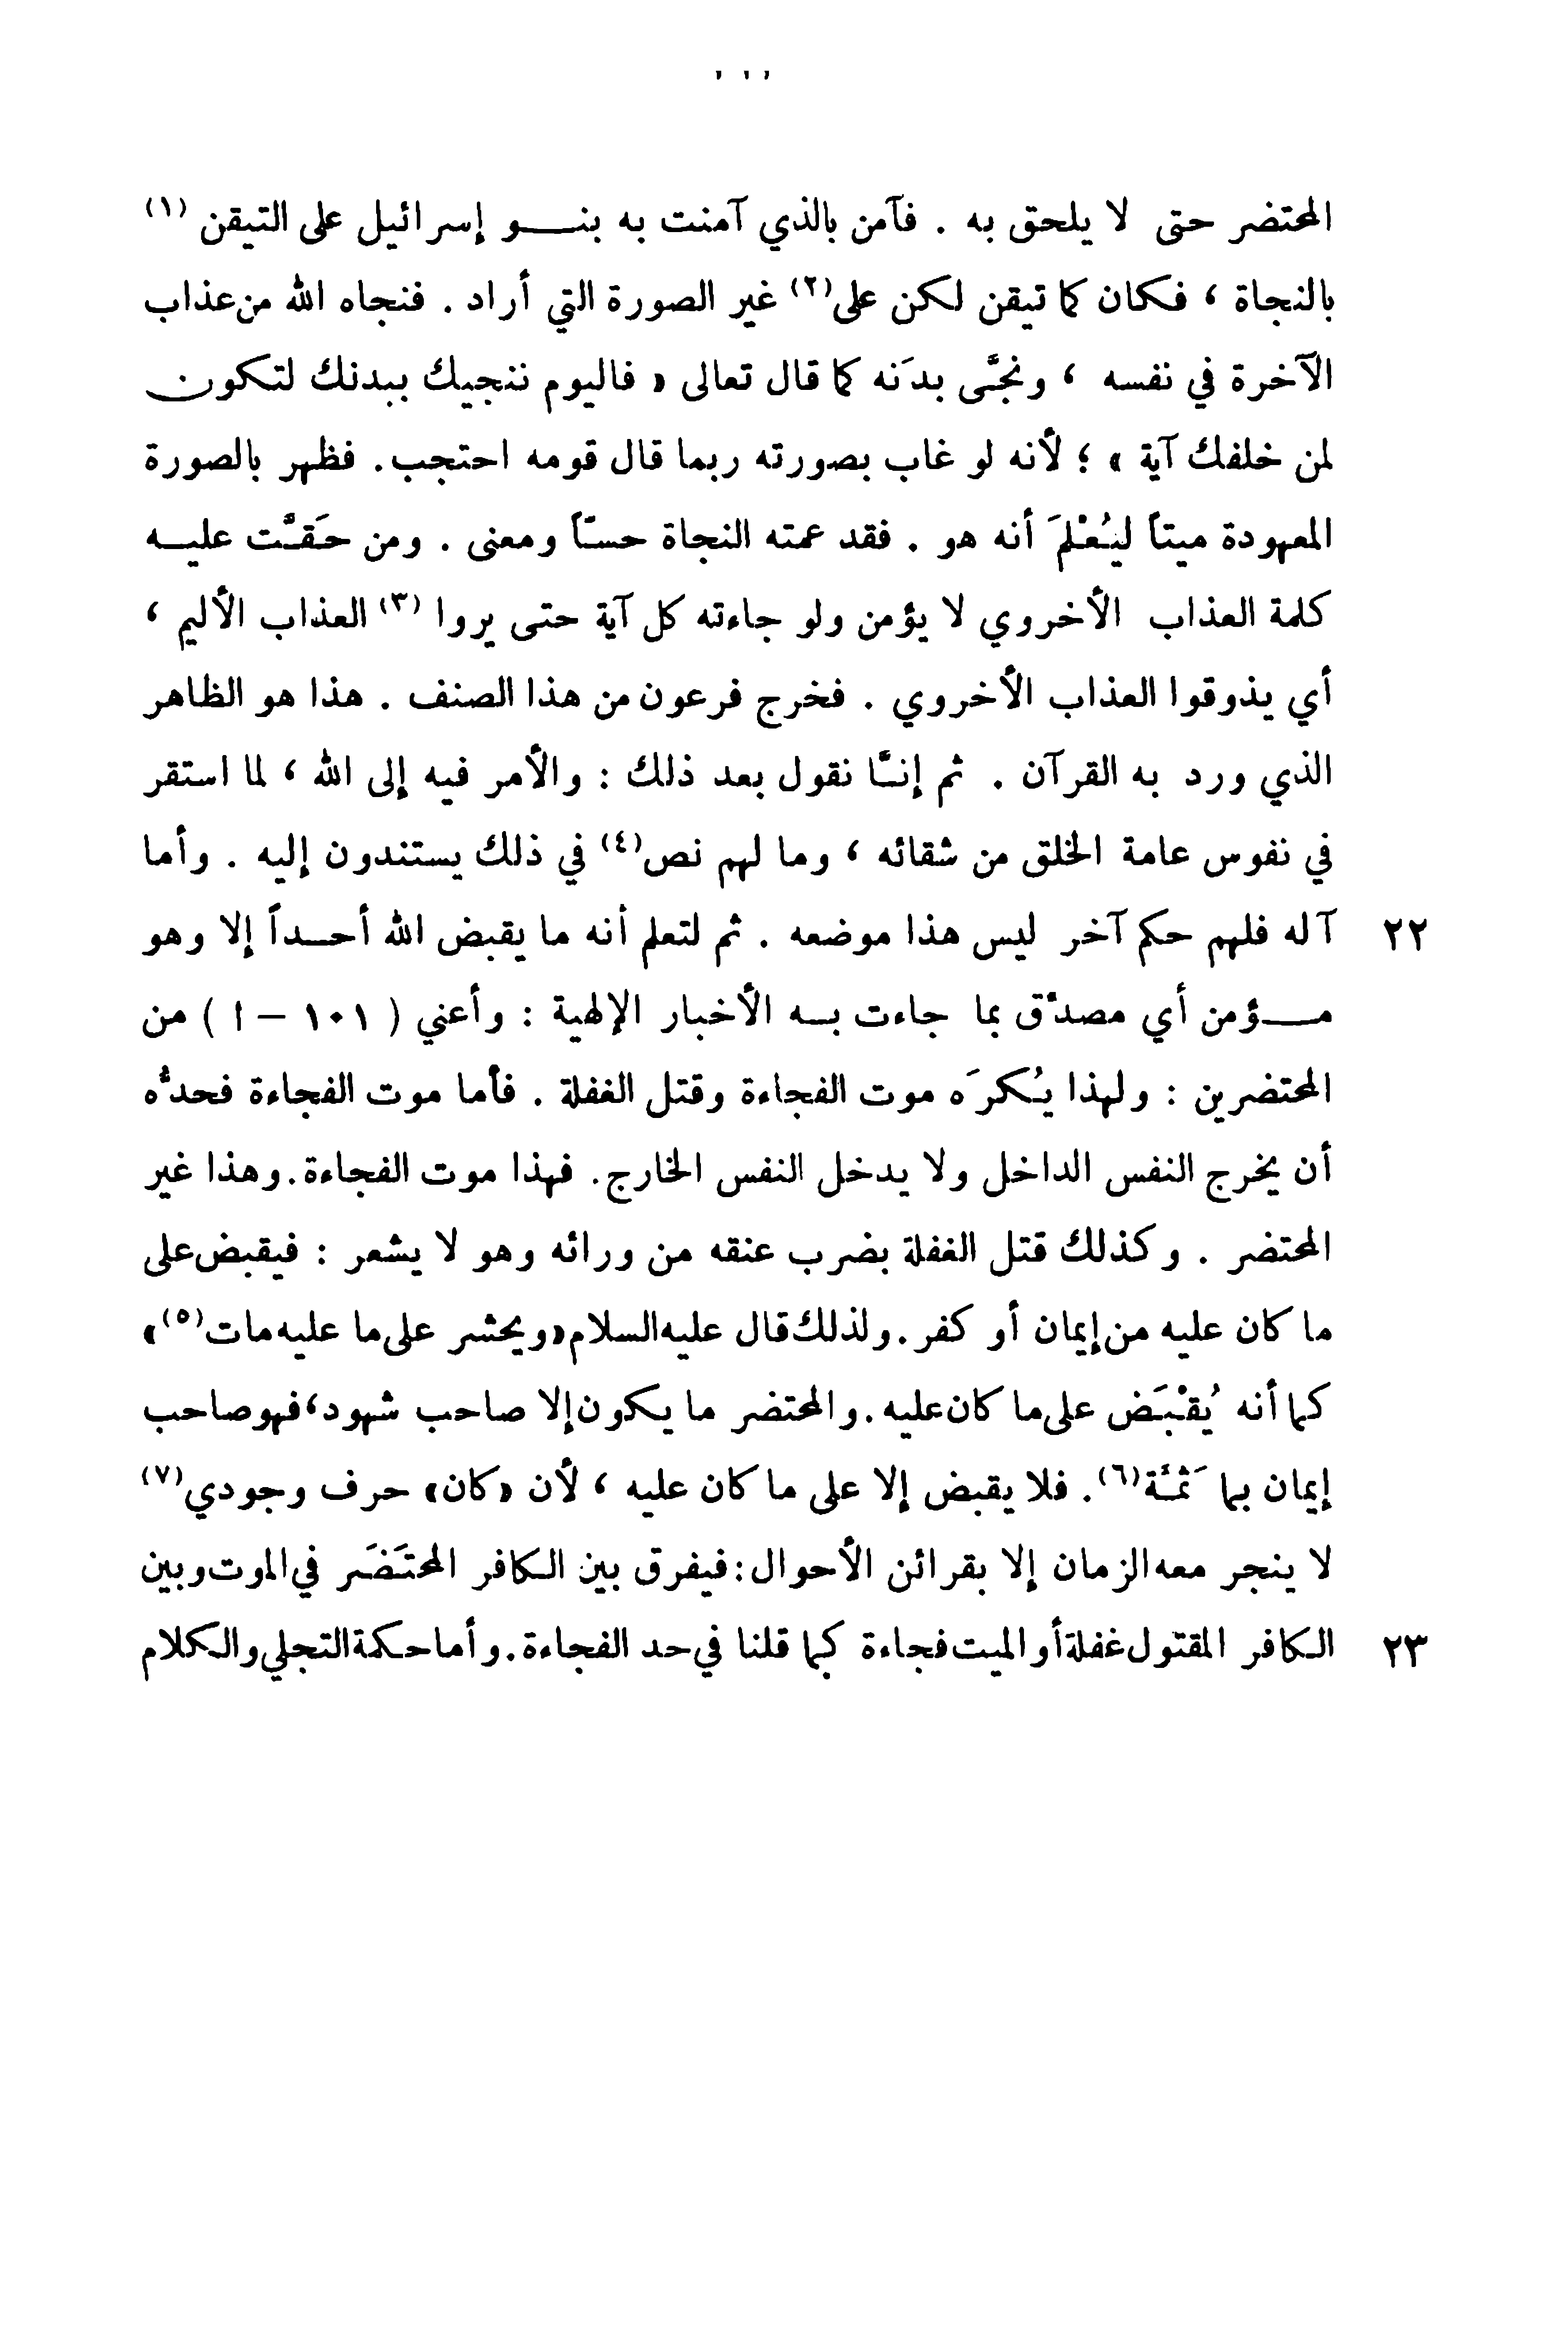 المحتضر حتى لا يلحق به . فآمن بالذي آمنت به بنو إسرائيل على التيقن (١)
بالنجاة ، فكان كما تيقن لكن على(٢) غير الصورة التي أراد . فنجاه الله من عذاب
الآخرة في نفسه ، ونجَّى بدَنه كما قال تعالى « فاليوم ننجيك ببدنك لتكون
لمن خلفك آية » ؛ لأنه لو غاب بصورته ربما قال قومه احتجب. فظهر بالصورة
المعهودة ميتاً ليُعْلَمَ أنه هو . فقد عمته النجاة حسّاً ومعنى . ومن حَقَّت عليه
كلمة العذاب الأخروي لا يؤمن ولو جاءته كل آية حتى يروا (٣) العذاب الأليم ،
أي يذوقوا العذاب الأخروي . فخرج فرعون من هذا الصنف . هذا هو الظاهر
الذي ورد به القرآن . ثم إنَّا نقول بعد ذلك : والأمر فيه إلى الله ، لما استقر
في نفوس عامة الخلق من شقائه ، وما لهم نص(٤) في ذلك يستندون إليه . وأما
٢٢ آله فلهم حكم آخر ليس هذا موضعه . ثم لتعلم أنه ما يقبض الله أحداً إلا وهو
مؤمن أي مصدّق بما جاءت به الأخبار الإلهية : وأعني ( ١٠١ – ا ) من
المحتضرين : ولهذا يُكرَه موت الفجاءة وقتل الغفلة . فأما موت الفجاءة فحدُّه
أن يخرج النفس الداخل ولا يدخل النفس الخارج. فهذا موت الفجاءة.وهذا غير
المحتضر . وكذلك قتل الغفلة بضرب عنقه من ورائه وهو لا يشعر : فيقبض على
ما كان عليه من إيمان أو كفر.ولذلك قال عليه السلام«ويحشر على ما عليه مات(٥)»
كما أنه يُقْبَض على ما كان عليه.والمحتضر ما يكون إلا صاحب شهود،فهو صاحب
إيمان بما ثَمَّة(٦). فلا يقبض إلا على ما كان عليه ، لأن «كان» حرف وجودي(٧)
لا ينجر معه الزمان إلا بقرائن الأحوال:فيفرق بين الكافر المحتَضَر في الموت وبين
٢٣ الكافر المقتول غفلة أو الميت فجاءة كما قلنا في حد الفجاءة.وأما حكمة التجلي والكلام